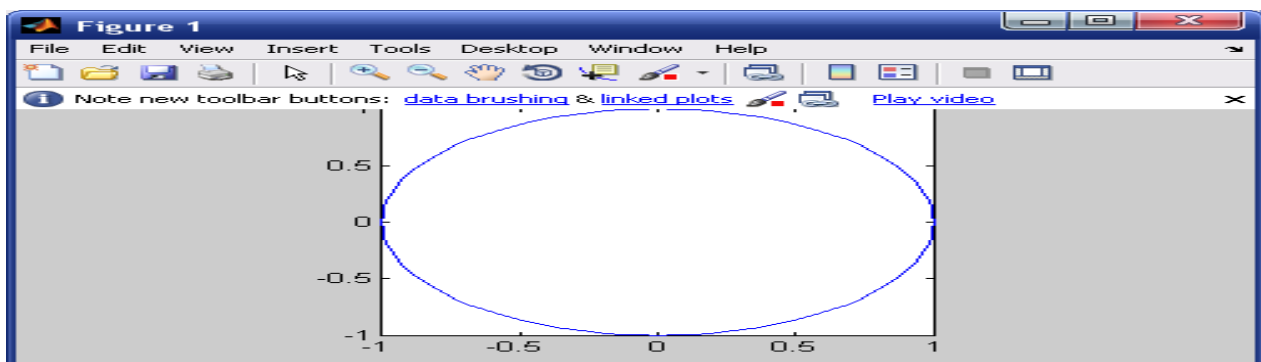 Figure 1
File Edit View Insert Tools Desktop Window Help
Note new toolbar buttons: data brushing & linked plots Play video
0.5
0
-0.5
-1
-1 -0.5 0 0.5 1